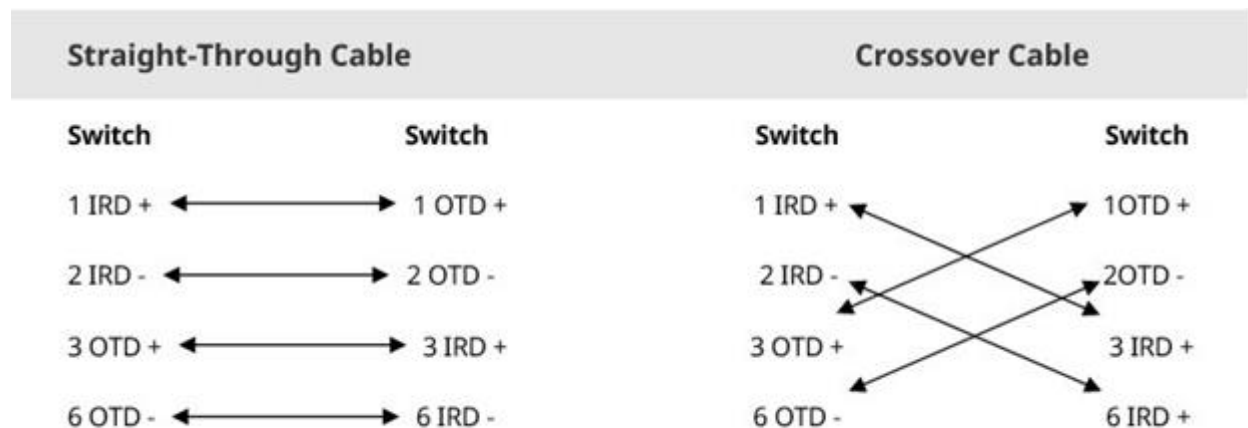 Straight-Through Cable Crossover Cable
Switch Switch Switch Switch
1 IRD + 1 OTD + 1 IRD + 1OTD +
2 IRD - 2 OTD - 2 IRD - 2OTD -
3 OTD + 3 IRD + 3 OTD + 3 IRD +
6 OTD - 6 IRD - 6 OTD - 6 IRD +